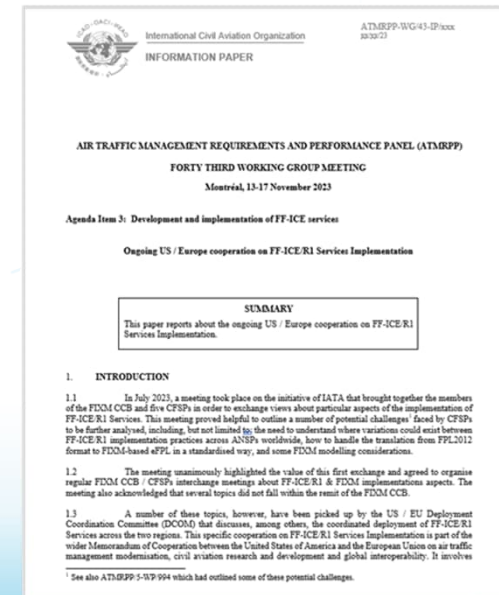 International Civil Aviation Organization
ATMRPP-WG/43-IP/xxx
xx/xx/23
INFORMATION PAPER
AIR TRAFFIC MANAGEMENT REQUIREMENTS AND PERFORMANCE PANEL (ATMRPP)
FORTY THIRD WORKING GROUP MEETING
Montréal, 13-17 November 2023
Agenda Item 3: Development and implementation of FF-ICE services
Ongoing US / Europe cooperation on FF-ICE/R1 Services Implementation
SUMMARY
This paper reports about the ongoing US / Europe cooperation on FF-ICE/R1
Services Implementation.
1. INTRODUCTION
1.1 In July 2023, a meeting took place on the initiative of IATA that brought together the members
of the FIXM CCB and five CFSPs in order to exchange views about particular aspects of the implementation of
FF-ICE/R1 Services. This meeting proved helpful to outline a number of potential challenges¹ faced by CFSPs
to be further analysed, including, but not limited to, the need to understand where variations could exist between
FF-ICE/R1 implementation practices across ANSPs worldwide, how to handle the translation from FPL2012
format to FIXM-based eFPL in a standardised way, and some FIXM modelling considerations.
1.2 The meeting unanimously highlighted the value of this first exchange and agreed to organise
regular FIXM CCB / CFSPs interchange meetings about FF-ICE/R1 & FIXM implementations aspects. The
meeting also acknowledged that several topics did not fall within the remit of the FIXM CCB.
1.3 A number of these topics, however, have been picked up by the US / EU Deployment
Coordination Committee (DCOM) that discusses, among others, the coordinated deployment of FF-ICE/R1
Services across the two regions. This specific cooperation on FF-ICE/R1 Services Implementation is part of the
wider Memorandum of Cooperation between the United States of America and the European Union on air traffic
management modernisation, civil aviation research and development and global interoperability. It involves
¹ See also ATMRPP/5-WP/994 which had outlined some of these potential challenges.